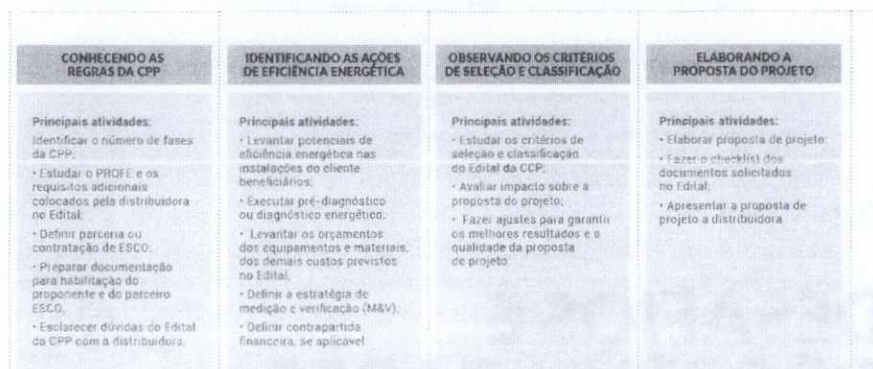 CONHECENDO AS
REGRAS DA CPP
Principais atividades:
Identificar o número de fases
da CPP;
• Estudar o PROPE e os
requisitos adicionais
colocados pela distribuidora
no Edital;
• Definir parceria ou
contratação de ESCO;
• Preparar documentação
para habilitação do
proponente e do parceiro
ESCO;
• Esclarecer dúvidas do Edital
da CPP com a distribuidora.
IDENTIFICANDO AS AÇÕES
DE EFICIÊNCIA ENERGÉTICA
Principais atividades:
• Levantar potenciais de
eficiência energética nas
instalações do cliente
beneficiários;
• Executar pré-diagnóstico
ou diagnóstico energético;
• Levantar os orçamentos
dos equipamentos e materiais,
dos demais custos previstos
no Edital;
• Definir a estratégia de
medição e verificação (M&V);
• Definir contrapartida
financeira, se aplicável
OBSERVANDO OS CRITÉRIOS
DE SELEÇÃO E CLASSIFICAÇÃO
Principais atividades:
• Estudar os critérios de
seleção e classificação
do Edital da CCP;
• Avaliar impacto sobre a
proposta do projeto;
• Fazer ajustes para garantir
os melhores resultados e a
qualidade da proposta
de projeto
ELABORANDO A
PROPOSTA DO PROJETO
Principais atividades:
• Elaborar proposta de projeto;
• Fazer o checklist dos
documentos solicitados
no Edital;
• Apresentar a proposta de
projeto a distribuidora